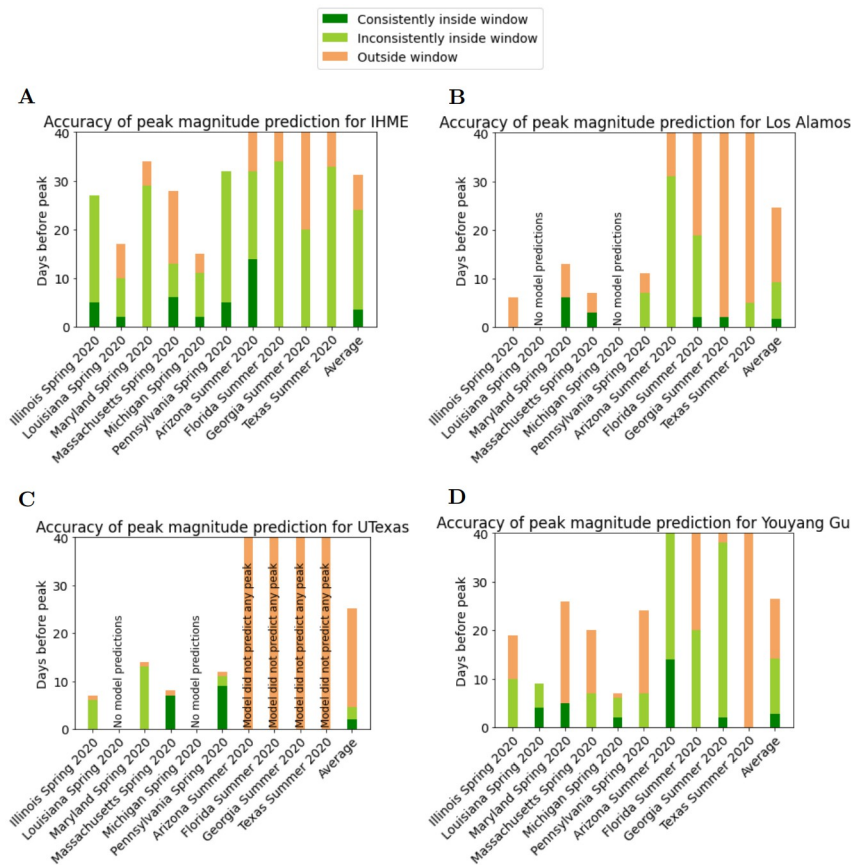 Consistently inside window
Inconsistently inside window
Outside window
A
Accuracy of peak magnitude prediction for IHME
Days before peak
40
30
20
10
0
Illinois Spring 2020
Louisiana Spring 2020
Maryland Spring 2020
Massachusetts Spring 2020
Michigan Spring 2020
Pennsylvania Spring 2020
Arizona Summer 2020
Florida Summer 2020
Georgia Summer 2020
Texas Summer 2020
Average
B
Accuracy of peak magnitude prediction for Los Alamos
Days before peak
40
30
20
10
0
No model predictions
No model predictions
Illinois Spring 2020
Louisiana Spring 2020
Maryland Spring 2020
Massachusetts Spring 2020
Michigan Spring 2020
Pennsylvania Spring 2020
Arizona Summer 2020
Florida Summer 2020
Georgia Summer 2020
Texas Summer 2020
Average
C
Accuracy of peak magnitude prediction for UTexas
Days before peak
40
30
20
10
0
No model predictions
No model predictions
Model did not predict any peak
Model did not predict any peak
Model did not predict any peak
Model did not predict any peak
Illinois Spring 2020
Louisiana Spring 2020
Maryland Spring 2020
Massachusetts Spring 2020
Michigan Spring 2020
Pennsylvania Spring 2020
Arizona Summer 2020
Florida Summer 2020
Georgia Summer 2020
Texas Summer 2020
Average
D
Accuracy of peak magnitude prediction for Youyang Gu
Days before peak
40
30
20
10
0
Illinois Spring 2020
Louisiana Spring 2020
Maryland Spring 2020
Massachusetts Spring 2020
Michigan Spring 2020
Pennsylvania Spring 2020
Arizona Summer 2020
Florida Summer 2020
Georgia Summer 2020
Texas Summer 2020
Average